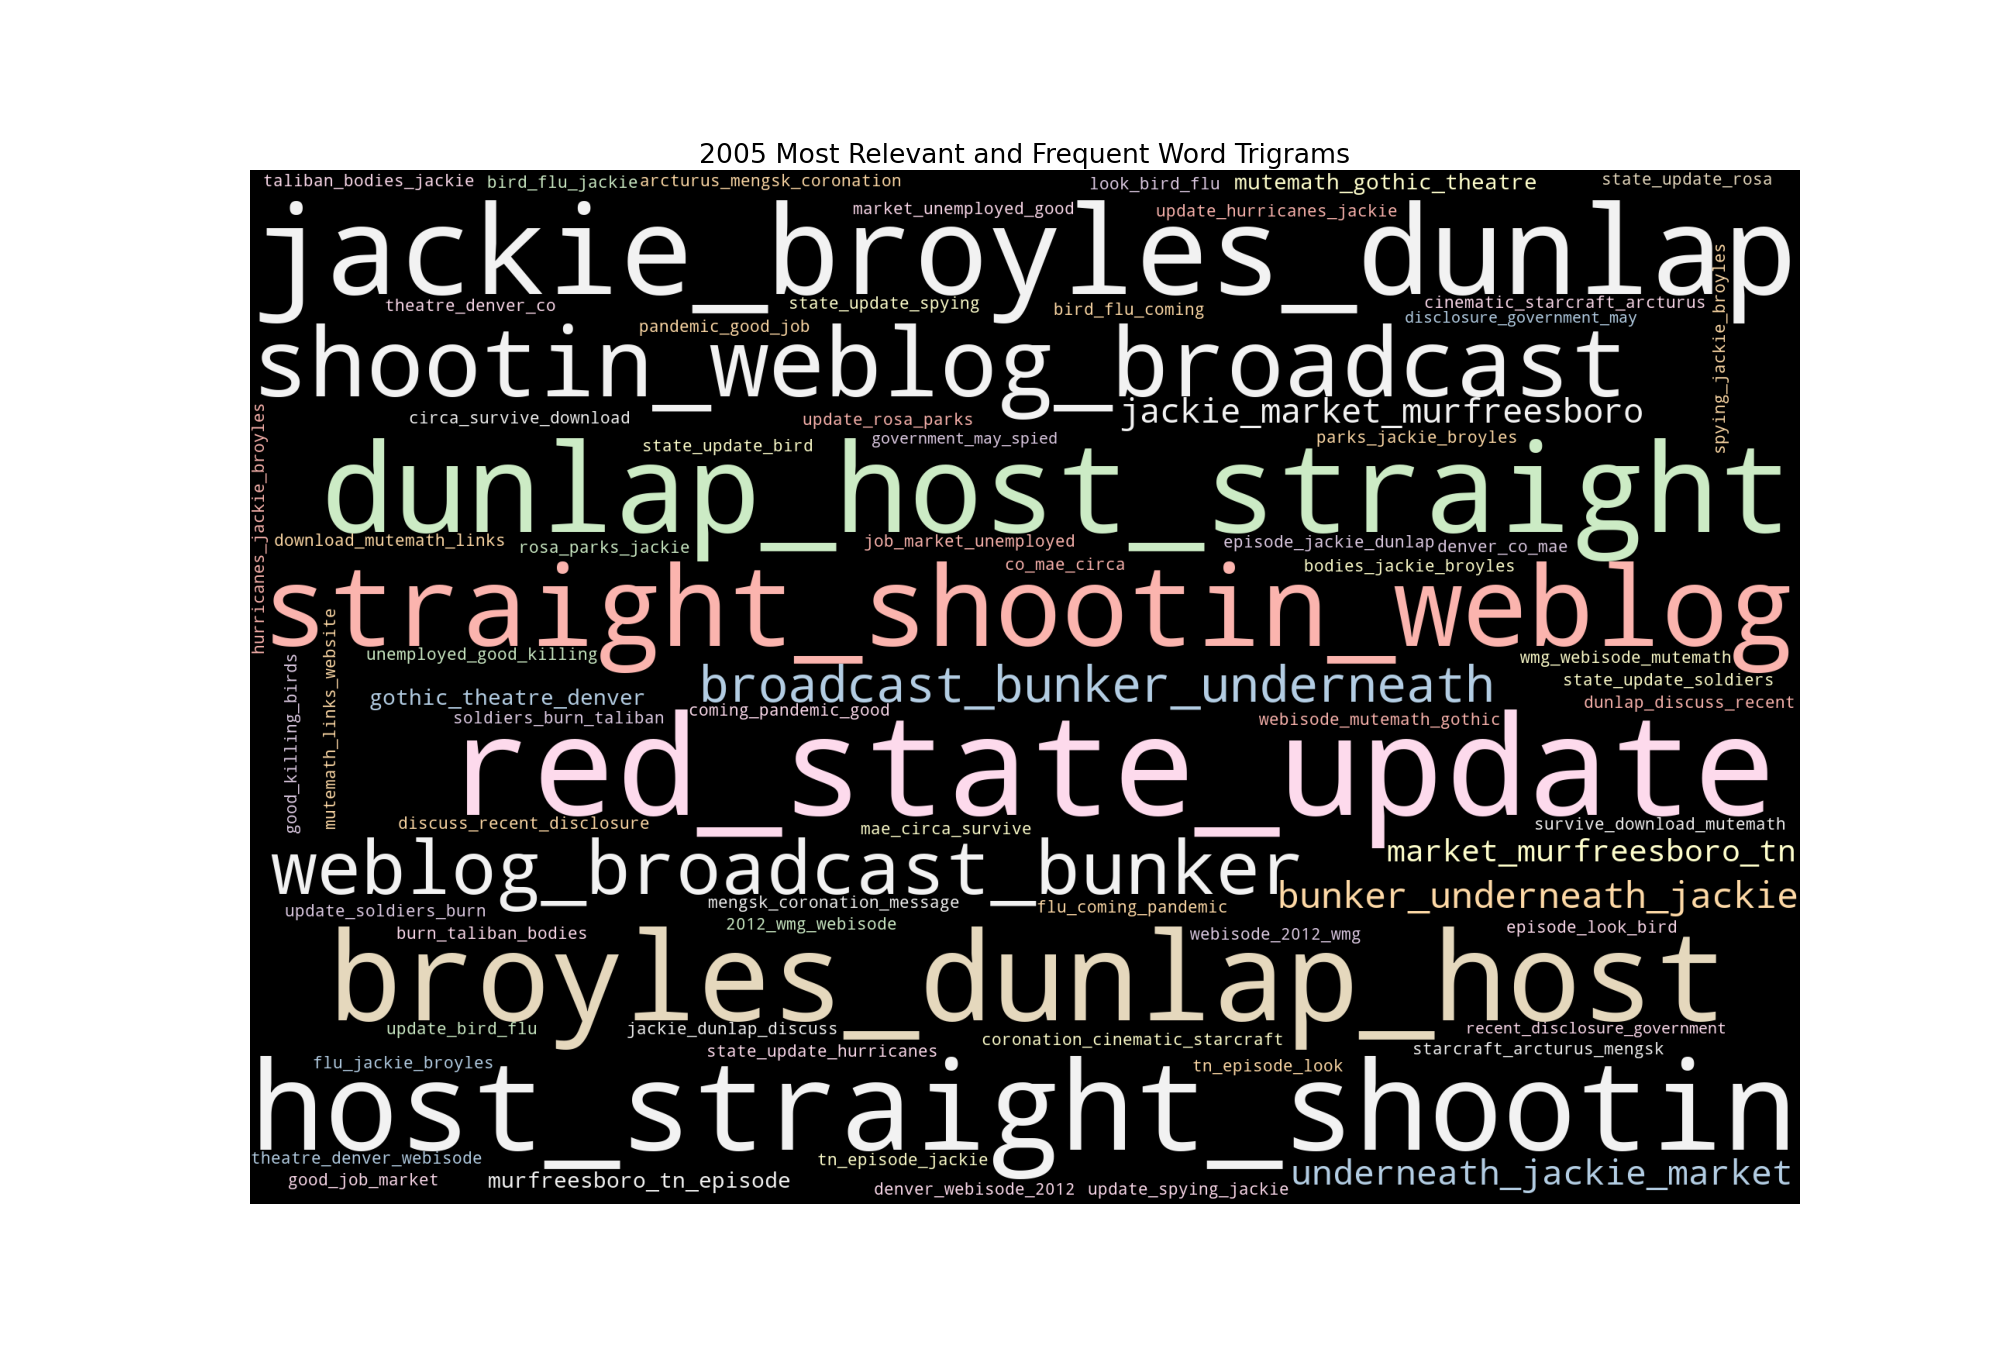 2005 Most Relevant and Frequent Word Trigrams
taliban_bodies_jackie
bird_flu_jackie
arcturus_mengsk_coronation
look_bird_flu
mutemath_gothic_theatre
state_update_rosa
market_unemployed_good
update_hurricanes_jackie
jackie_broyles_dunlap
theatre_denver_co
state_update_spying
bird_flu_coming
cinematic_starcraft_arcturus
disclosure_government_may
spying_jackie_broyles
pandemic_good_job
shootin_weblog_broadcast
circa_survive_download
update_rosa_parks
jackie_market_murfreesboro
hurricanes_jackie_broyles
state_update_bird
government_may_spied
parks_jackie_broyles
dunlap_host_straight
download_mutemath_links
rosa_parks_jackie
job_market_unemployed
episode_jackie_dunlap
denver_co_mae
co_mae_circa
bodies_jackie_broyles
straight_shootin_weblog
unemployed_good_killing
wmg_webisode_mutemath
good_killing_birds
mutemath_links_website
gothic_theatre_denver
broadcast_bunker_underneath
state_update_soldiers
dunlap_discuss_recent
soldiers_burn_taliban
coming_pandemic_good
webisode_mutemath_gothic
red_state_update
discuss_recent_disclosure
mae_circa_survive
survive_download_mutemath
weblog_broadcast_bunker
market_murfreesboro_tn
bunker_underneath_jackie
mengsk_coronation_message
flu_coming_pandemic
update_soldiers_burn
2012_wmg_webisode
burn_taliban_bodies
webisode_2012_wmg
episode_look_bird
broyles_dunlap_host
update_bird_flu
jackie_dunlap_discuss
coronation_cinematic_starcraft
recent_disclosure_government
state_update_hurricanes
starcraft_arcturus_mengsk
flu_jackie_broyles
tn_episode_look
host_straight_shootin
theatre_denver_webisode
tn_episode_jackie
good_job_market
murfreesboro_tn_episode
denver_webisode_2012
update_spying_jackie
underneath_jackie_market